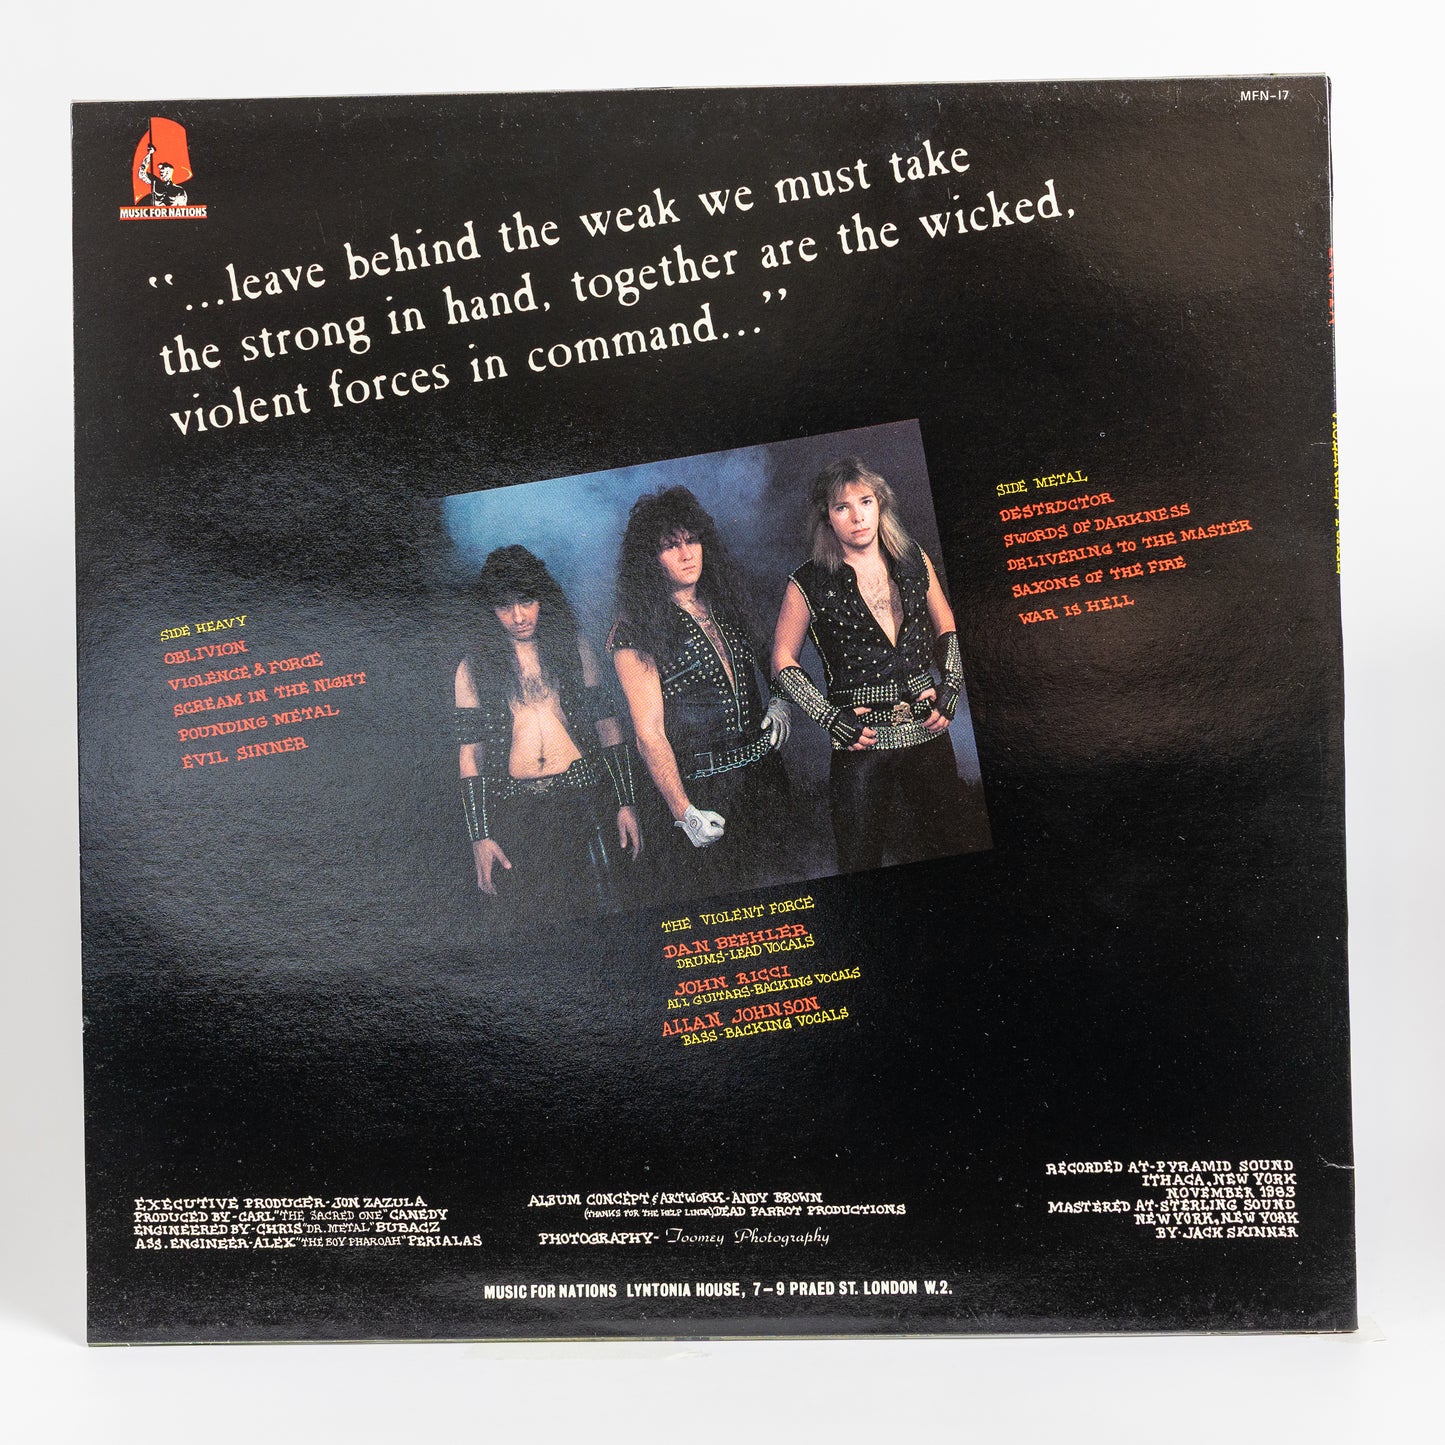 MFN-17
MUSIC FOR NATIONS
"...leave behind the weak we must take
the strong in hand, together are the wicked,
violent forces in command..."
SIDE METAL
DESTRUCTOR
SWORDS OF DARKNESS
DELIVERING TO THE MASTER
SAXONS OF THE FIRE
WAR IS HELL
SIDE HEAVY
OBLIVION
VIOLENCE & FORCE
SCREAM IN THE NIGHT
POUNDING METAL
EVIL SINNER
THE VIOLENT FORCE
DAN BEEHLER
DRUMS-LEAD VOCALS
JOHN RICCI
ALL GUITARS-BACKING VOCALS
ALLAN JOHNSON
BASS-BACKING VOCALS
EXECUTIVE PRODUCER-JON ZAZULA
PRODUCED BY-CARL "THE SACRED ONE" CANEDY
ENGINEERED BY-CHRIS "DR. METAL" BUBACZ
ASS. ENGINEER-ALEX "THE BOY PHAROAH" PERIALAS
ALBUM CONCEPT & ARTWORK-ANDY BROWN
(THANKS FOR THE HELP LINDA) DEAD PARROT PRODUCTIONS
PHOTOGRAPHY- Toomey Photography
RECORDED AT-PYRAMID SOUND
ITHACA, NEW YORK
NOVEMBER 1983
MASTERED AT-STERLING SOUND
NEW YORK, NEW YORK
BY-JACK SKINNER
MUSIC FOR NATIONS LYNTONIA HOUSE, 7-9 PRAED ST. LONDON W.2.